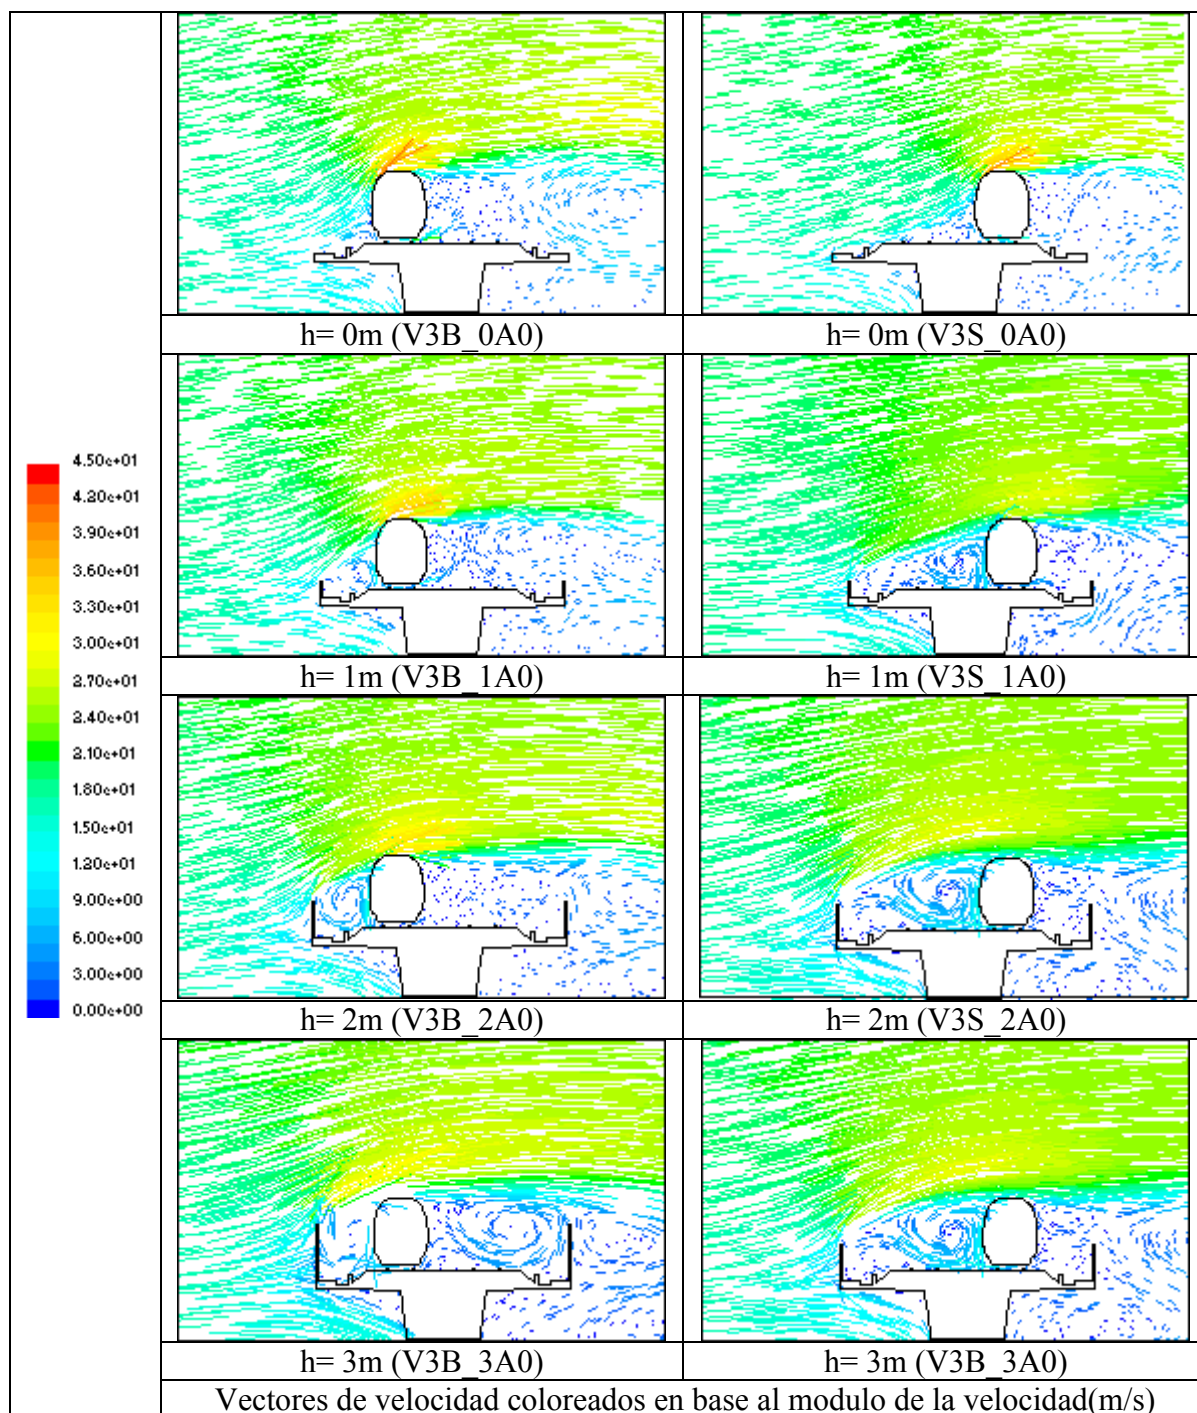 h= 0m (V3B_0A0)
h= 0m (V3S_0A0)
h= 1m (V3B_1A0)
h= 1m (V3S_1A0)
4.50e+01
4.20e+01
3.90e+01
3.60e+01
3.30e+01
3.00e+01
2.70e+01
2.40e+01
2.10e+01
1.80e+01
1.50e+01
1.20e+01
9.00e+00
6.00e+00
3.00e+00
0.00e+00
h= 2m (V3B_2A0)
h= 2m (V3S_2A0)
h= 3m (V3B_3A0)
h= 3m (V3B_3A0)
Vectores de velocidad coloreados en base al modulo de la velocidad(m/s)